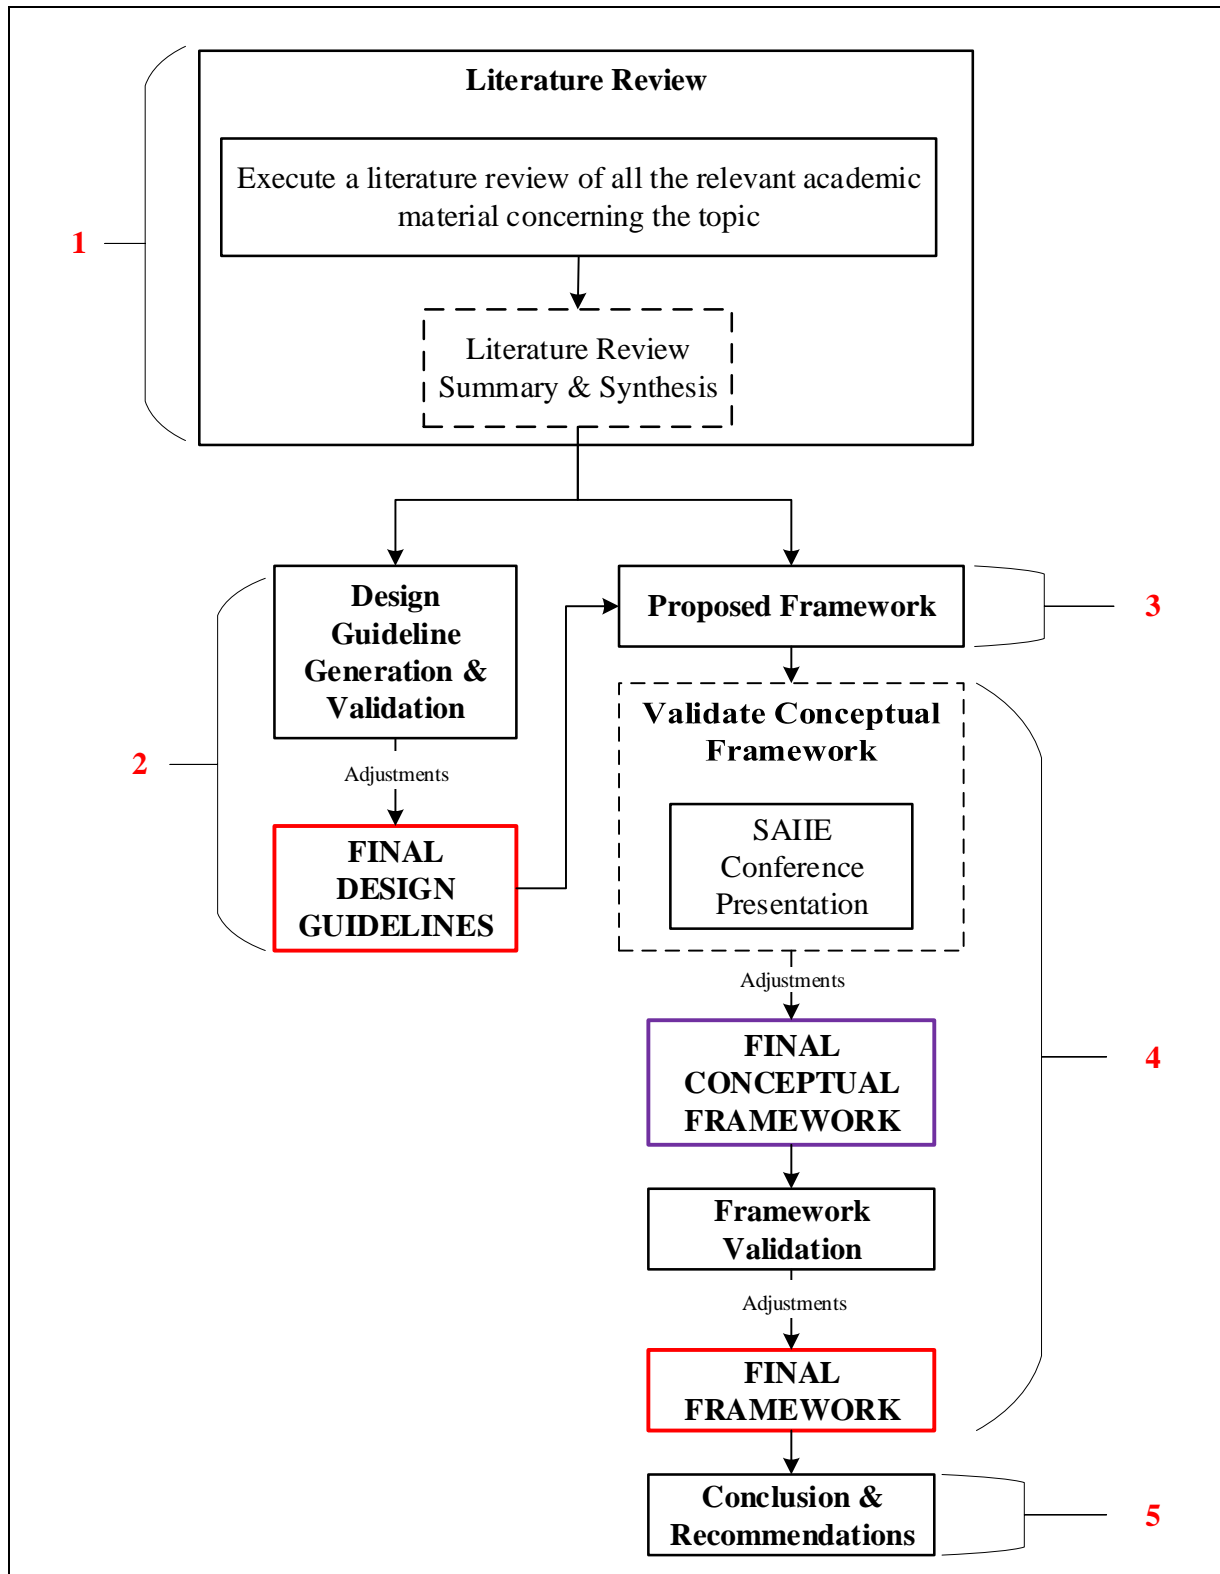 Literature Review
Execute a literature review of all the relevant academic
material concerning the topic
1
Literature Review
Summary & Synthesis
Design
Guideline
Generation &
Validation
Proposed Framework
3
Validate Conceptual
Framework
2
Adjustments
SAIIE
Conference
Presentation
FINAL
DESIGN
GUIDELINES
Adjustments
FINAL
CONCEPTUAL
FRAMEWORK
4
Framework
Validation
Adjustments
FINAL
FRAMEWORK
Conclusion &
Recommendations
5